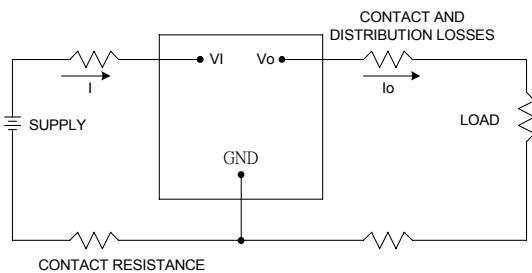 CONTACT AND
DISTRIBUTION LOSSES
VI
Vo
I
Io
SUPPLY
LOAD
GND
CONTACT RESISTANCE